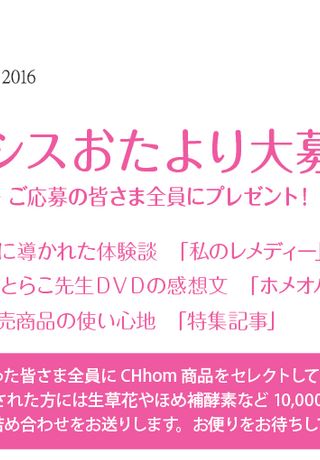 2016
シスおたより大募
ご応募の皆さま全員にプレゼント！
に導かれた体験談　「私のレメディー」
とらこ先生ＤＶＤの感想文　「ホメオパ
売商品の使い心地　「特集記事」
った皆さま全員に CHhom 商品をセレクトして
された方には生草花やほめ補酵素など 10,000
詰め合わせをお送りします。お便りをお待ちして